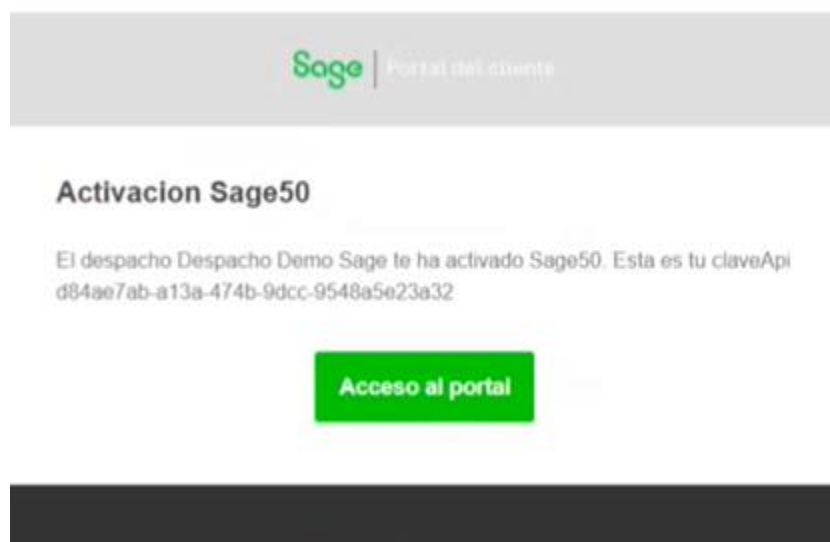 Sage | Portal del cliente
Activacion Sage50
El despacho Despacho Demo Sage te ha activado Sage50. Esta es tu claveApi
d84ae7ab-a13a-474b-9dcc-9548a5e23a32
Acceso al portal